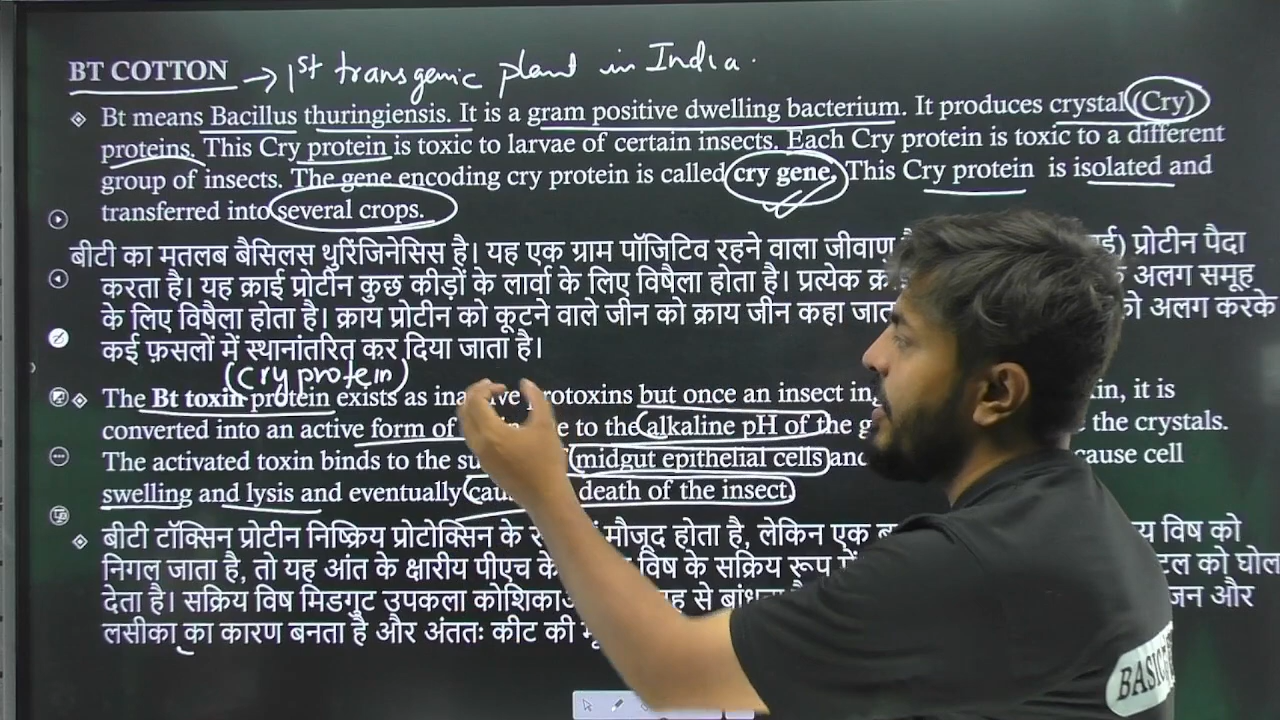 BT COTTON → 1st transgenic plant in India.
Bt means Bacillus thuringiensis. It is a gram positive dwelling bacterium. It produces crystal (Cry)
proteins. This Cry protein is toxic to larvae of certain insects. Each Cry protein is toxic to a different
group of insects. The gene encoding cry protein is called cry gene. This Cry protein is isolated and
transferred into several crops.
बीटी का मतलब बैसिलस थुरिंजिनेसिस है। यह एक ग्राम पॉजिटिव रहने वाला जीवाणु प्रोटीन पैदा
करता है। यह क्राई प्रोटीन कुछ कीड़ों के लार्वा के लिए विषैला होता है। प्रत्येक अलग समूह
के लिए विषैला होता है। क्राय प्रोटीन को कूटने वाले जीन को क्राय जीन कहा अलग करके
कई फ़सलों में स्थानांतरित कर दिया जाता है।
(Cry protein)
The Bt toxin protein exists as protoxins but once an insect it is
converted into an active form of to the alkaline pH of the the crystals.
The activated toxin binds to the midgut epithelial cells and cause cell
swelling and lysis and eventually death of the insect.
बीटी टॉक्सिन प्रोटीन निष्क्रिय प्रोटोक्सिन के मौजूद होता है, लेकिन एक विष को
निगल जाता है, तो यह आंत के क्षारीय पीएच के विष के सक्रिय रूप को घोल
देता है। सक्रिय विष मिडगुट उपकला से और
लसीका का कारण बनता है और अंततः कीट की
BASIC